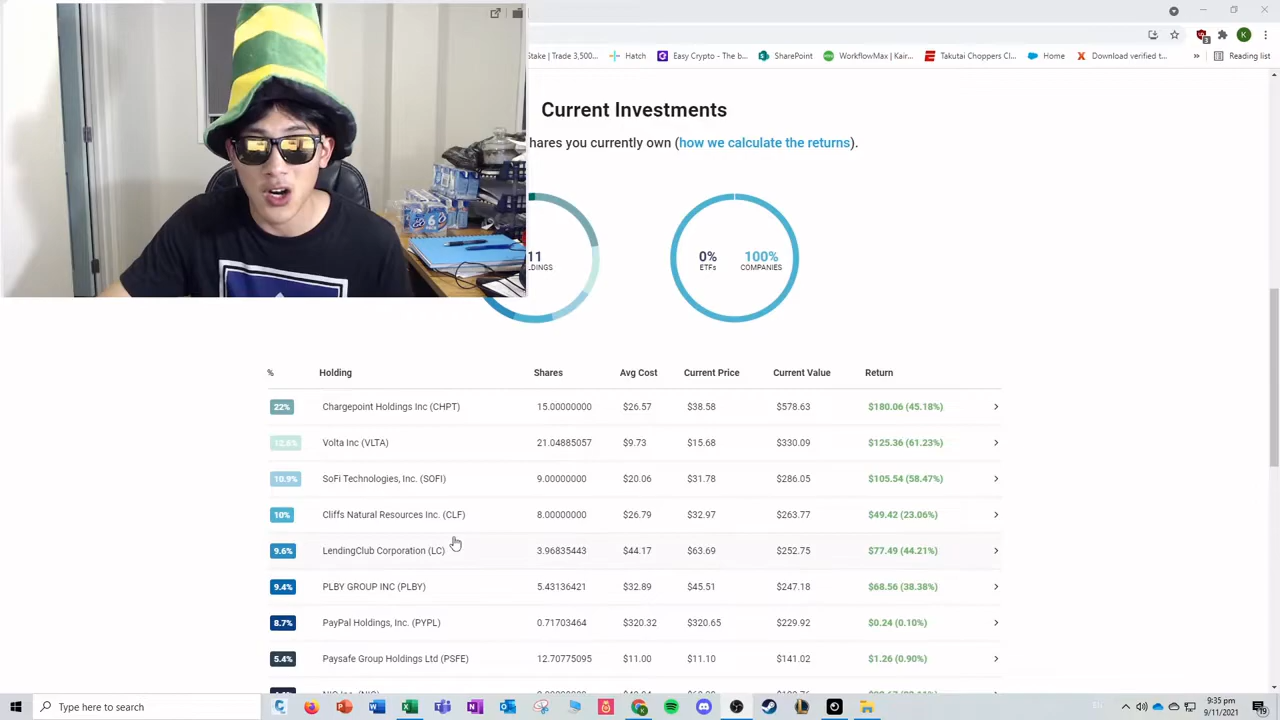 Stake | Trade 3,500...
Hatch
Easy Crypto - The b...
SharePoint
WorkflowMax | Kair...
Takutai Choppers Cl...
Home
Download verified t...
»
Reading list
K
Current Investments
hares you currently own (how we calculate the returns).
11
DINGS
0% 100%
ETFs COMPANIES
% Holding Shares Avg Cost Current Price Current Value Return
22% Chargepoint Holdings Inc (CHPT) 15.00000000 $26.57 $38.58 $578.63 $180.06 (45.18%)
12.6% Volta Inc (VLTA) 21.04885057 $9.73 $15.68 $330.09 $125.36 (61.23%)
10.9% SoFi Technologies, Inc. (SOFI) 9.00000000 $20.06 $31.78 $286.05 $105.54 (58.47%)
10% Cliffs Natural Resources Inc. (CLF) 8.00000000 $26.79 $32.97 $263.77 $49.42 (23.06%)
9.6% LendingClub Corporation (LC) 3.96835443 $44.17 $63.69 $252.75 $77.49 (44.21%)
9.4% PLBY GROUP INC (PLBY) 5.43136421 $32.89 $45.51 $247.18 $68.56 (38.38%)
8.7% PayPal Holdings, Inc. (PYPL) 0.71703464 $320.32 $320.65 $229.92 $0.24 (0.10%)
5.4% Paysafe Group Holdings Ltd (PSFE) 12.70775095 $11.00 $11.10 $141.02 $1.26 (0.90%)
Type here to search
9:35 pm
9/11/2021